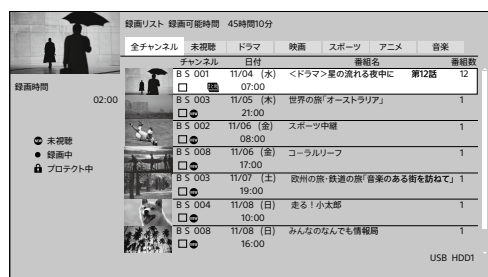 録画リスト 録画可能時間 45時間10分
全チャンネル 未視聴 ドラマ 映画 スポーツ アニメ 音楽
チャンネル 日付 番組名 番組数
BS 001 11/04 (水) <ドラマ>星の流れる夜中に 第12話 12
07:00
BS 003 11/05 (木) 世界の旅「オーストラリア」 1
21:00
BS 002 11/06 (金) スポーツ中継 1
08:00
BS 008 11/06 (金) コーラルリーフ 1
17:00
BS 003 11/07 (土) 欧州の旅・鉄道の旅「音楽のある街を訪ねて」 1
19:00
BS 004 11/08 (日) 走る!小太郎 1
10:00
BS 008 11/08 (日) みんなのなんでも情報局 1
16:00
録画時間
02:00
未視聴
録画中
プロテクト中
USB HDD1